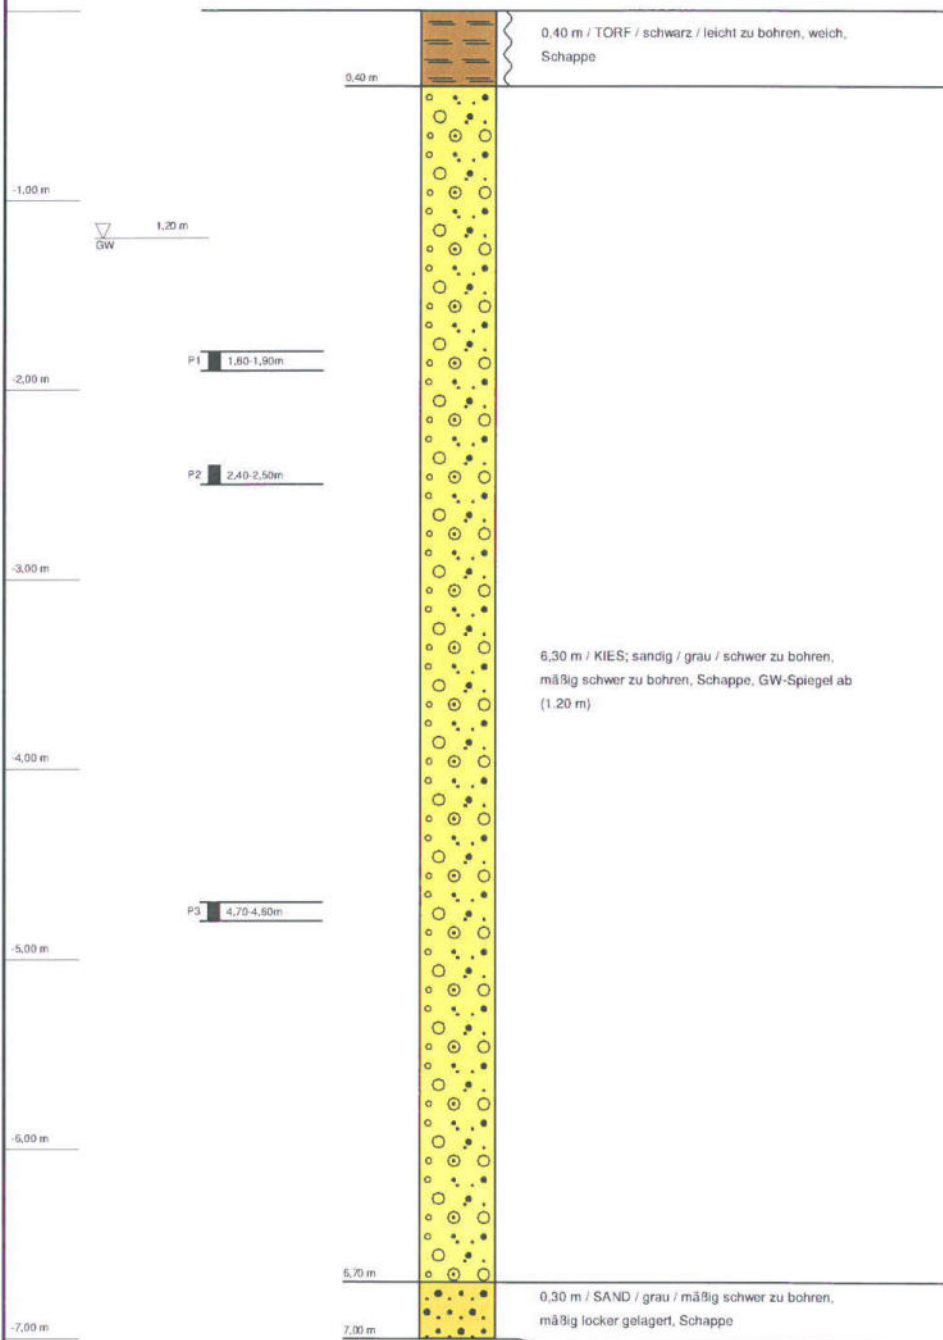 0,40 m / TORF / schwarz / leicht zu bohren, weich,
Schappe
0,40 m
-1,00 m
1,20 m
GW
P1 1,80-1,90m
-2,00 m
P2 2,40-2,50m
-3,00 m
6,30 m / KIES; sandig / grau / schwer zu bohren,
mäßig schwer zu bohren, Schappe, GW-Spiegel ab
(1.20 m)
-4,00 m
P3 4,70-4,80m
-5,00 m
-6,00 m
6,70 m
0,30 m / SAND / grau / mäßig schwer zu bohren,
mäßig locker gelagert, Schappe
-7,00 m
7,00 m